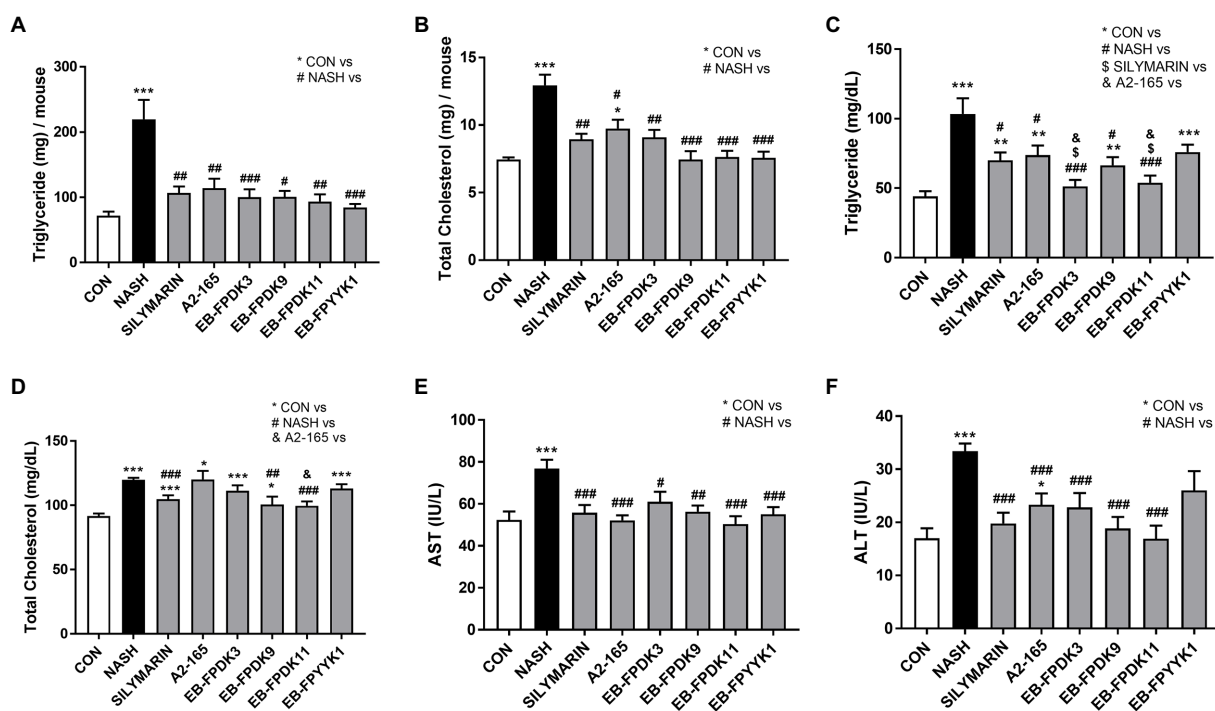 A
* CON vs
# NASH vs
Triglyceride (mg) / mouse
300
200
100
0
***
##
##
###
#
##
###
CON
NASH
SILYMARIN
A2-165
EB-FPDK3
EB-FPDK9
EB-FPDK11
EB-FPYYK1
B
* CON vs
# NASH vs
Total Cholesterol (mg) / mouse
15
10
5
0
***
##
#
*
##
###
###
###
CON
NASH
SILYMARIN
A2-165
EB-FPDK3
EB-FPDK9
EB-FPDK11
EB-FPYYK1
C
* CON vs
# NASH vs
$ SILYMARIN vs
& A2-165 vs
Triglyceride (mg/dL)
150
100
50
0
***
#
**
#
**
&
$
###
#
**
&
$
###
***
CON
NASH
SILYMARIN
A2-165
EB-FPDK3
EB-FPDK9
EB-FPDK11
EB-FPYYK1
D
* CON vs
# NASH vs
& A2-165 vs
Total Cholesterol (mg/dL)
150
100
50
0
***
###
***
*
***
##
*
&
###
***
CON
NASH
SILYMARIN
A2-165
EB-FPDK3
EB-FPDK9
EB-FPDK11
EB-FPYYK1
E
* CON vs
# NASH vs
AST (IU/L)
100
80
60
40
20
0
***
###
###
#
##
###
###
CON
NASH
SILYMARIN
A2-165
EB-FPDK3
EB-FPDK9
EB-FPDK11
EB-FPYYK1
F
* CON vs
# NASH vs
ALT (IU/L)
40
30
20
10
0
***
###
###
*
###
###
###
CON
NASH
SILYMARIN
A2-165
EB-FPDK3
EB-FPDK9
EB-FPDK11
EB-FPYYK1